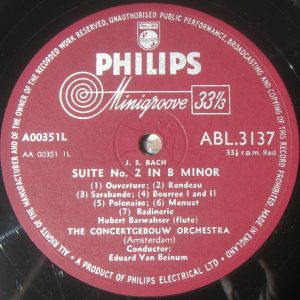 ALL RIGHTS OF THE MANUFACTURER AND OF THE OWNER OF THE RECORDED WORK RESERVED. UNAUTHORISED PUBLIC PERFORMANCE, BROADCASTING AND COPYING OF THIS RECORD PROHIBITED. MADE IN ENGLAND
PHILIPS
PHILIPS
Minigroove 33⅓
A00351L
ABL.3137
AA 00351 1L
33⅓ r.p.m. Red
J. S. BACH
SUITE No. 2 IN B MINOR
(1) Ouverture; (2) Rondeau
(3) Sarabande; (4) Bourree I and II
(5) Polonaise; (6) Menuet
(7) Badinerie
Hubert Barwahser (flute)
THE CONCERTGEBOUW ORCHESTRA
(Amsterdam)
Conductor:
Eduard Van Beinum
• A PRODUCT OF PHILIPS ELECTRICAL LTD •